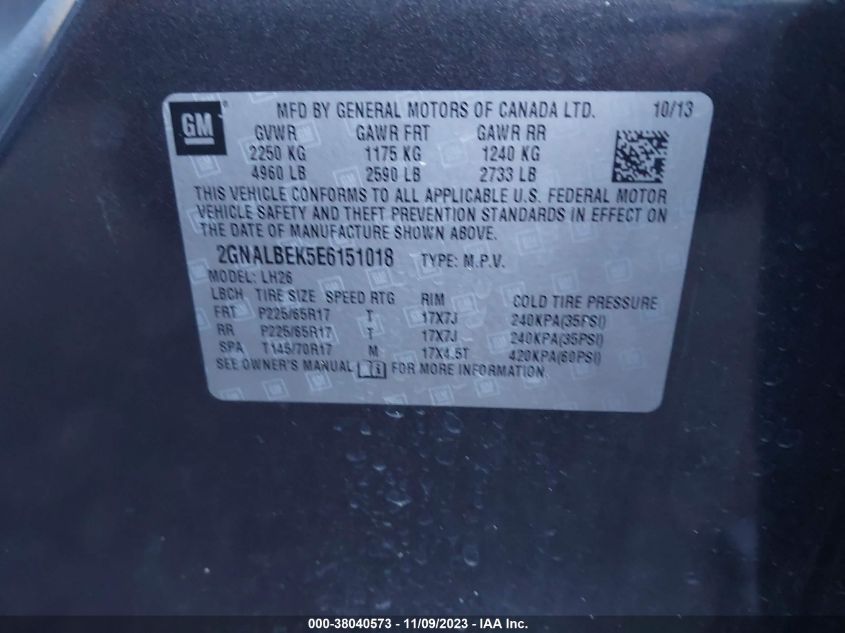 GM
MFD BY GENERAL MOTORS OF CANADA LTD. 10/13
GVWR GAWR FRT GAWR RR
2250 KG 1175 KG 1240 KG
4960 LB 2590 LB 2733 LB
THIS VEHICLE CONFORMS TO ALL APPLICABLE U.S. FEDERAL MOTOR
VEHICLE SAFETY AND THEFT PREVENTION STANDARDS IN EFFECT ON
THE DATE OF MANUFACTURE SHOWN ABOVE.
2GNALBEK5E6151018 TYPE: M.P.V.
MODEL: LH26
LBCH TIRE SIZE SPEED RTG RIM COLD TIRE PRESSURE
FRT P225/65R17 T 17X7J 240KPA(35PSI)
RR P225/65R17 T 17X7J 240KPA(35PSI)
SPA T145/70R17 M 17X4.5T 420KPA(60PSI)
SEE OWNER'S MANUAL FOR MORE INFORMATION
000-38040573 - 11/09/2023 - IAA Inc.